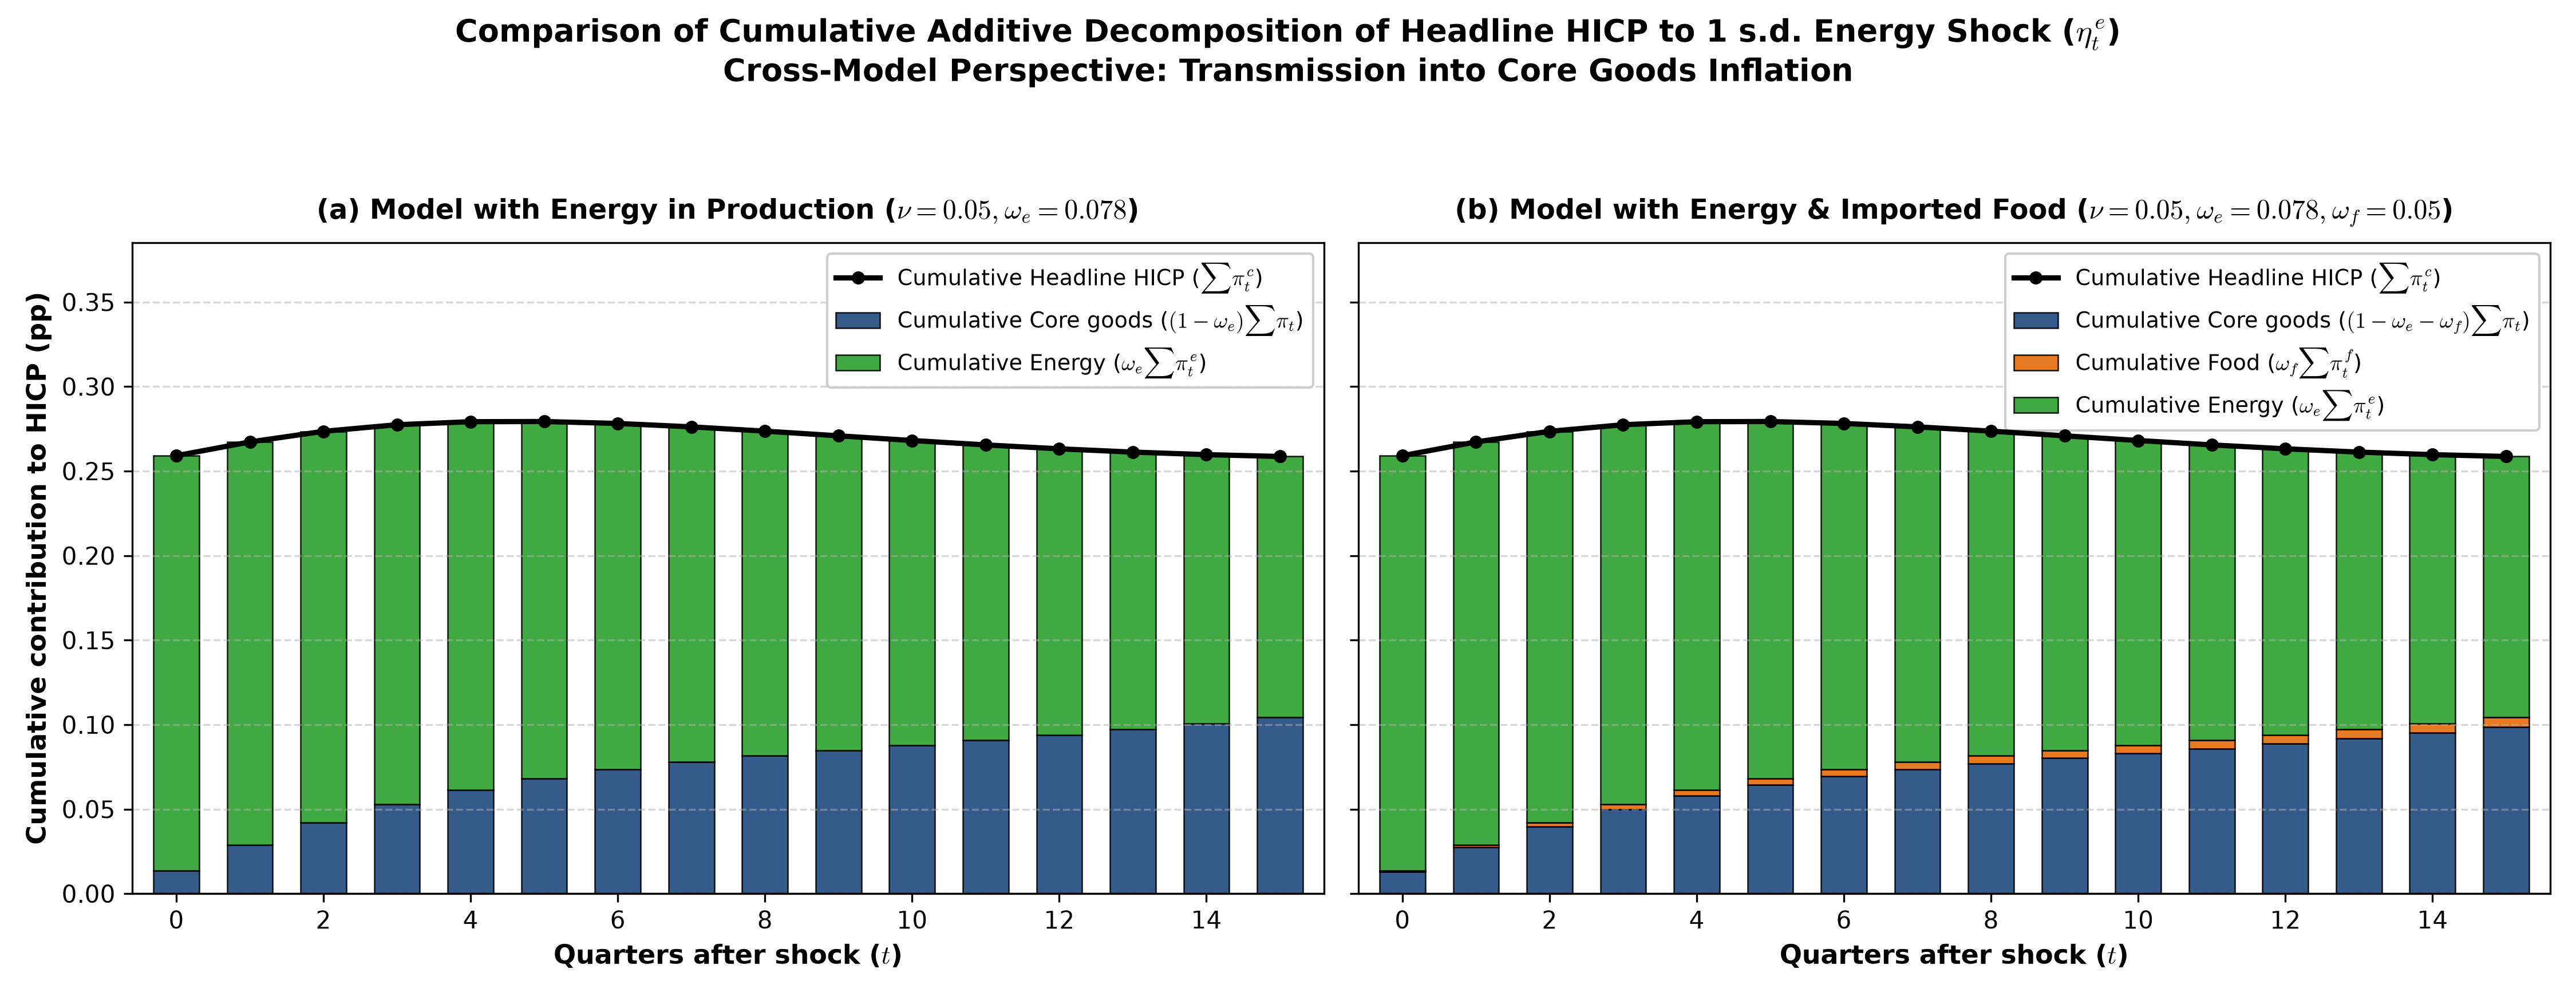 Comparison of Cumulative Additive Decomposition of Headline HICP to 1 s.d. Energy Shock (η_t^e)
Cross-Model Perspective: Transmission into Core Goods Inflation
(a) Model with Energy in Production (ν = 0.05, ω_e = 0.078)
Cumulative Headline HICP (∑π_t^c)
Cumulative Core goods ((1 − ω_e)∑π_t)
Cumulative Energy (ω_e∑π_t^e)
Cumulative contribution to HICP (pp)
0.35
0.30
0.25
0.20
0.15
0.10
0.05
0.00
0 2 4 6 8 10 12 14
Quarters after shock (t)
(b) Model with Energy & Imported Food (ν = 0.05, ω_e = 0.078, ω_f = 0.05)
Cumulative Headline HICP (∑π_t^c)
Cumulative Core goods ((1 − ω_e − ω_f)∑π_t)
Cumulative Food (ω_f∑π_t^f)
Cumulative Energy (ω_e∑π_t^e)
0 2 4 6 8 10 12 14
Quarters after shock (t)